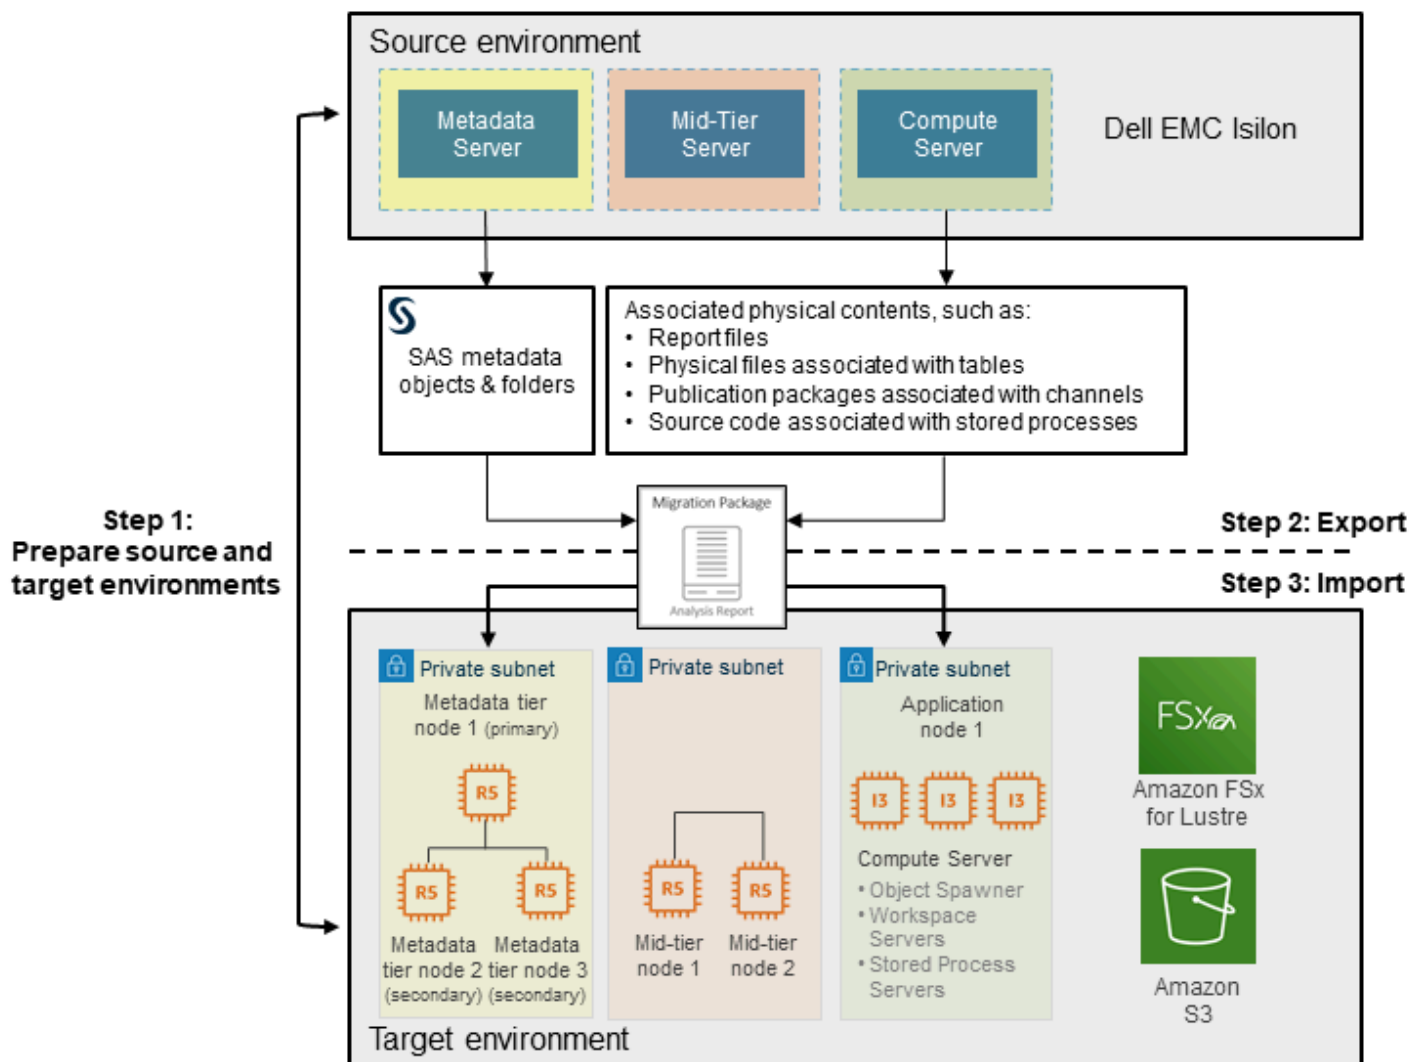 Source environment
Metadata
Server
Mid-Tier
Server
Compute
Server
Dell EMC Isilon
SAS metadata
objects & folders
Associated physical contents, such as:
• Report files
• Physical files associated with tables
• Publication packages associated with channels
• Source code associated with stored processes
Step 1:
Prepare source and
target environments
Migration Package
Analysis Report
Step 2: Export
Step 3: Import
Private subnet
Metadata tier
node 1 (primary)
R5
R5
R5
Metadata
tier node 2
(secondary)
Metadata
tier node 3
(secondary)
Private subnet
R5
R5
Mid-tier
node 1
Mid-tier
node 2
Private subnet
Application
node 1
I3
I3
I3
Compute Server
• Object Spawner
• Workspace
Servers
• Stored Process
Servers
FSx
Amazon FSx
for Lustre
Amazon
S3
Target environment